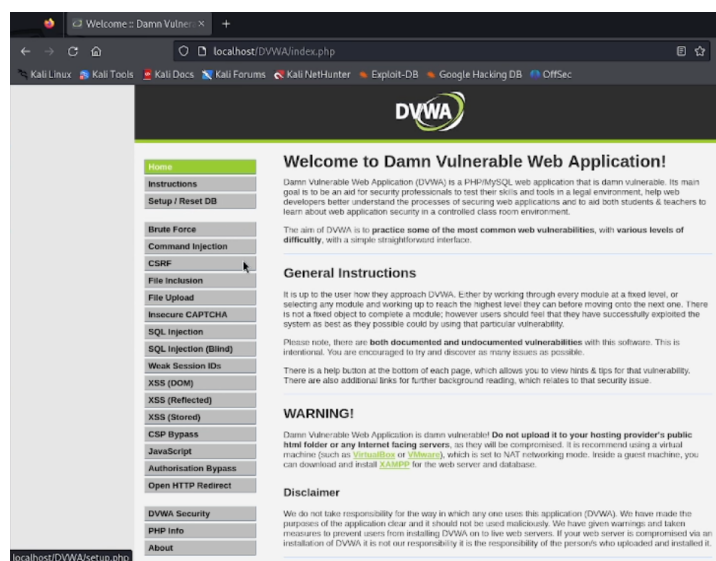 Welcome :: Damn Vulner
localhost/DVWA/index.php
Kali Linux Kali Tools Kali Docs Kali Forums Kali NetHunter Exploit-DB Google Hacking DB OffSec
DVWA
Home
Instructions
Setup / Reset DB
Brute Force
Command Injection
CSRF
File Inclusion
File Upload
Insecure CAPTCHA
SQL Injection
SQL Injection (Blind)
Weak Session IDs
XSS (DOM)
XSS (Reflected)
XSS (Stored)
CSP Bypass
JavaScript
Authorisation Bypass
Open HTTP Redirect
DVWA Security
PHP Info
About
Welcome to Damn Vulnerable Web Application!
Damn Vulnerable Web Application (DVWA) is a PHP/MySQL web application that is damn vulnerable. Its main
goal is to be an aid for security professionals to test their skills and tools in a legal environment, help web
developers better understand the processes of securing web applications and to aid both students & teachers to
learn about web application security in a controlled class room environment.
The aim of DVWA is to practice some of the most common web vulnerabilities, with various levels of
difficultly, with a simple straightforward interface.
General Instructions
It is up to the user how they approach DVWA. Either by working through every module at a fixed level, or
selecting any module and working up to reach the highest level they can before moving onto the next one. There
is not a fixed object to complete a module; however users should feel that they have successfully exploited the
system as best as they possible could by using that particular vulnerability.
Please note, there are both documented and undocumented vulnerabilities with this software. This is
intentional. You are encouraged to try and discover as many issues as possible.
There is a help button at the bottom of each page, which allows you to view hints & tips for that vulnerability.
There are also additional links for further background reading, which relates to that security issue.
WARNING!
Damn Vulnerable Web Application is damn vulnerable! Do not upload it to your hosting provider's public
html folder or any Internet facing servers, as they will be compromised. It is recommend using a virtual
machine (such as VirtualBox or VMware), which is set to NAT networking mode. Inside a guest machine, you
can download and install XAMPP for the web server and database.
Disclaimer
We do not take responsibility for the way in which any one uses this application (DVWA). We have made the
purposes of the application clear and it should not be used maliciously. We have given warnings and taken
measures to prevent users from installing DVWA on to live web servers. If your web server is compromised via an
installation of DVWA it is not our responsibility it is the responsibility of the person/s who uploaded and installed it.
localhost/DVWA/setup.php